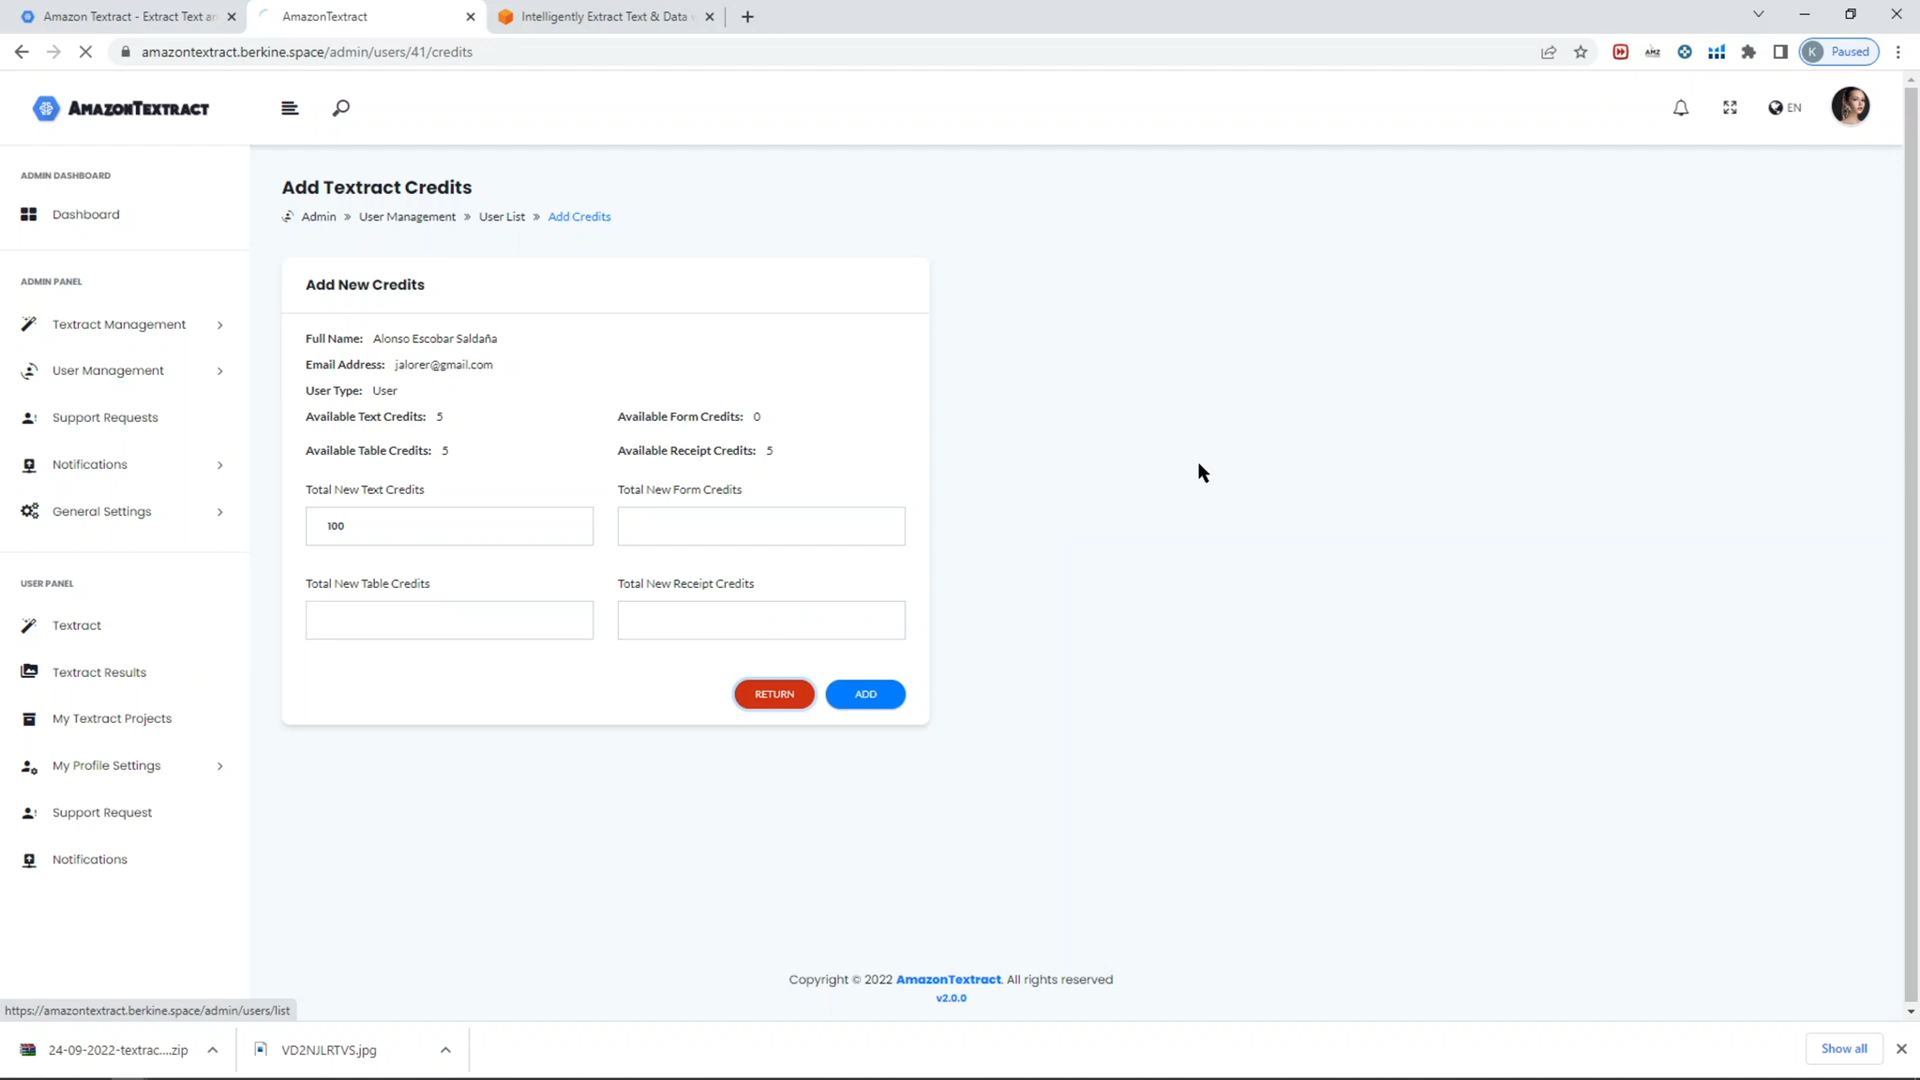 Amazon Textract - Extract Text an
AmazonTextract
Intelligently Extract Text & Data
amazontextract.berkine.space/admin/users/41/credits
AMZ
K
Paused
AMAZONTEXTRACT
EN
ADMIN DASHBOARD
Dashboard
ADMIN PANEL
Textract Management
User Management
Support Requests
Notifications
General Settings
USER PANEL
Textract
Textract Results
My Textract Projects
My Profile Settings
Support Request
Notifications
Add Textract Credits
Admin » User Management » User List » Add Credits
Add New Credits
Full Name: Alonso Escobar Saldaña
Email Address: jalorer@gmail.com
User Type: User
Available Text Credits: 5
Available Form Credits: 0
Available Table Credits: 5
Available Receipt Credits: 5
Total New Text Credits
Total New Form Credits
100
Total New Table Credits
Total New Receipt Credits
RETURN
ADD
Copyright © 2022 AmazonTextract. All rights reserved
v2.0.0
https://amazontextract.berkine.space/admin/users/list
24-09-2022-textrac....zip
VD2NJLRTVS.jpg
Show all